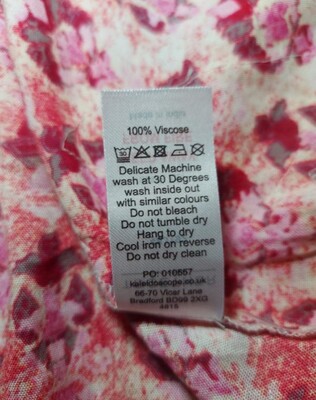 100% Viscose
30
Delicate Machine
wash at 30 Degrees
wash inside out
with similar colours
Do not bleach
Do not tumble dry
Hang to dry
Cool iron on reverse
Do not dry clean
PO: 010557
kaleidoscope.co.uk
66-70 Vicar Lane
Bradford BD99 2XG
4615